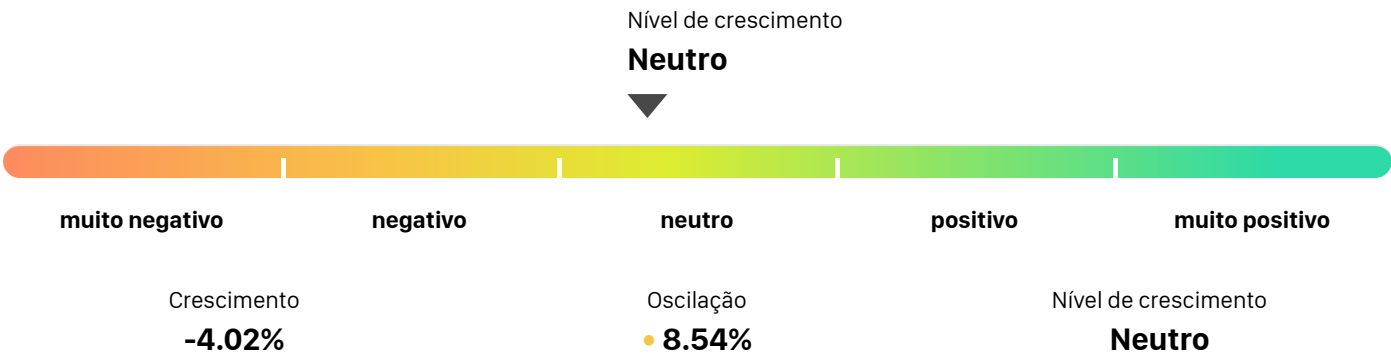 Nível de crescimento
Neutro
muito negativo
negativo
neutro
positivo
muito positivo
Crescimento
-4.02%
Oscilação
8.54%
Nível de crescimento
Neutro